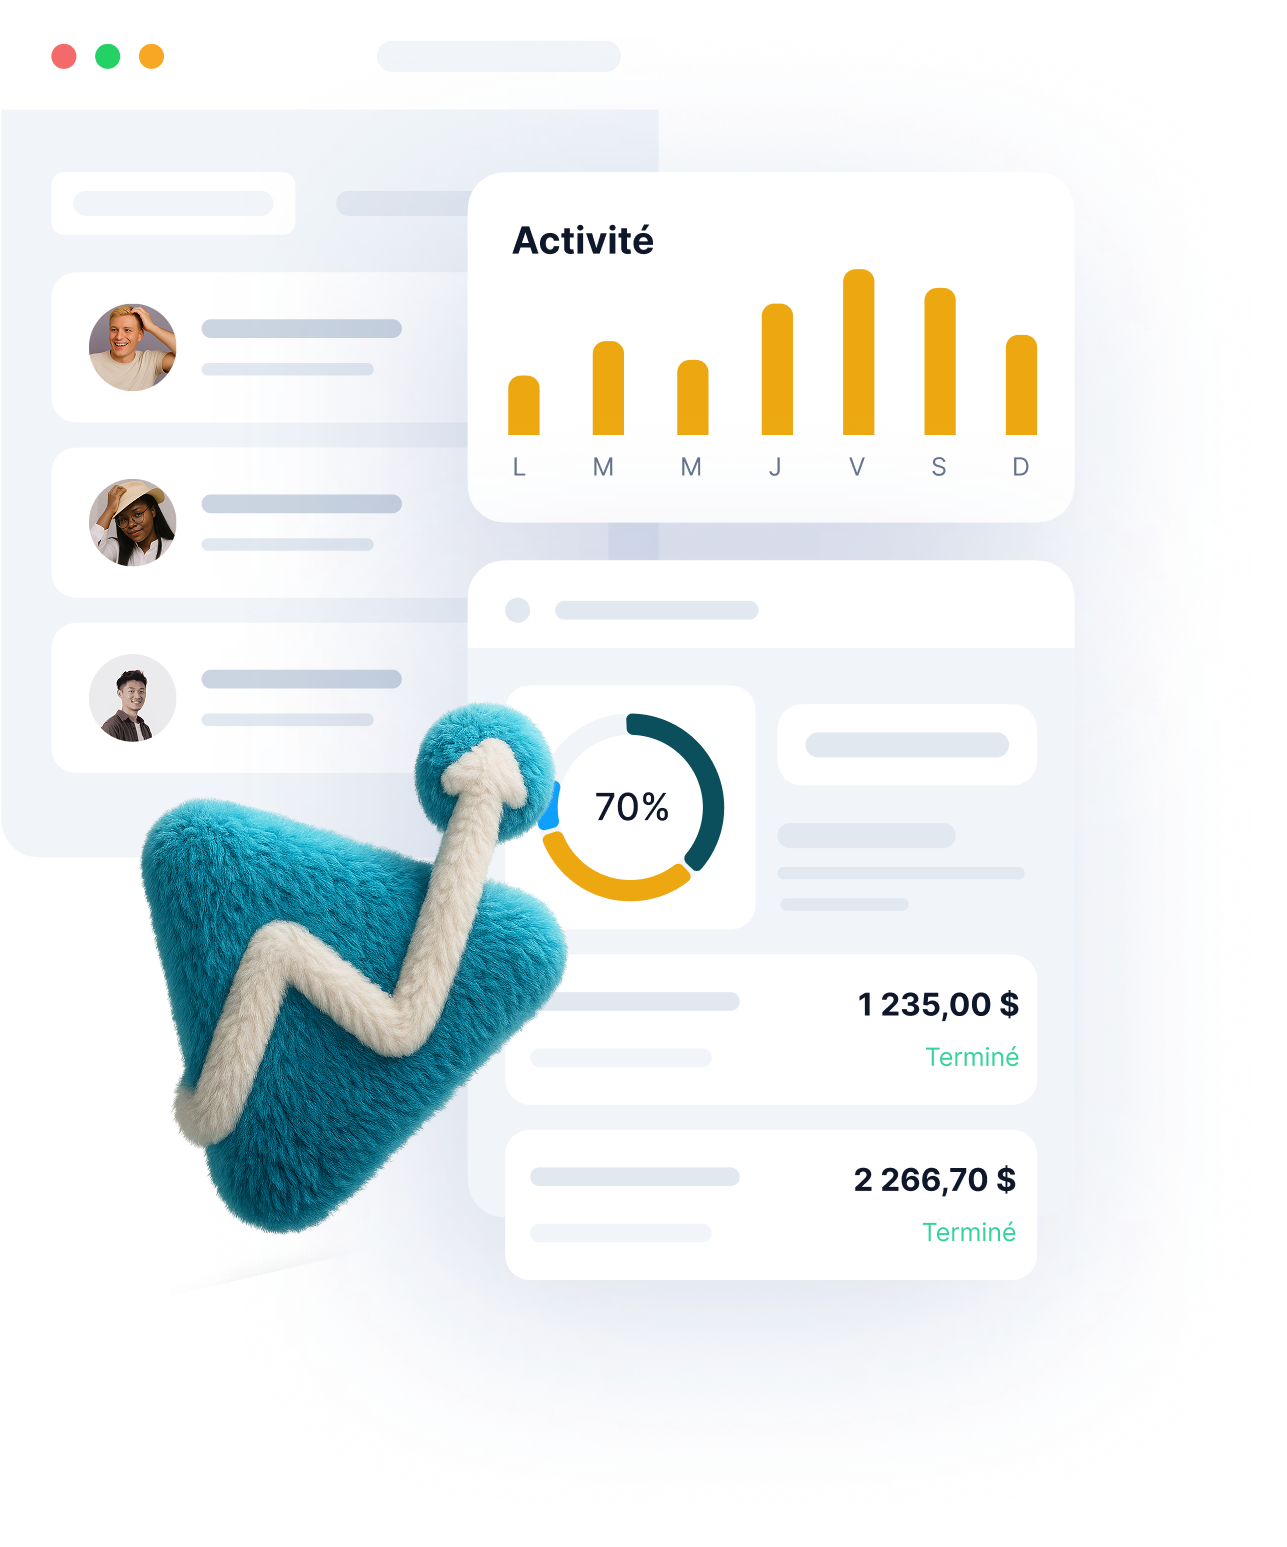 Activité
L M M J V S D
70%
1 235,00 $
Terminé
2 266,70 $
Terminé